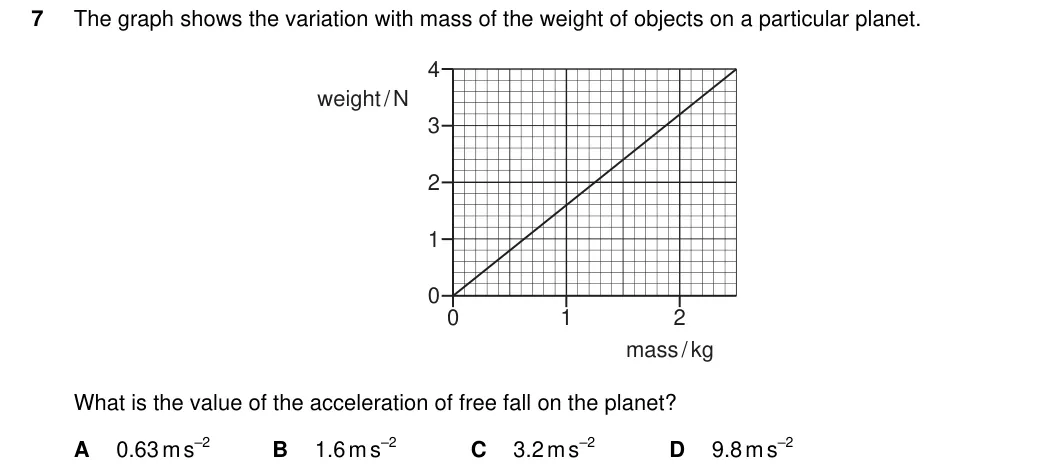 7 The graph shows the variation with mass of the weight of objects on a particular planet.
4
weight / N
3
2
1
0
0 1 2
mass / kg
What is the value of the acceleration of free fall on the planet?
A 0.63 m s⁻² B 1.6 m s⁻² C 3.2 m s⁻² D 9.8 m s⁻²